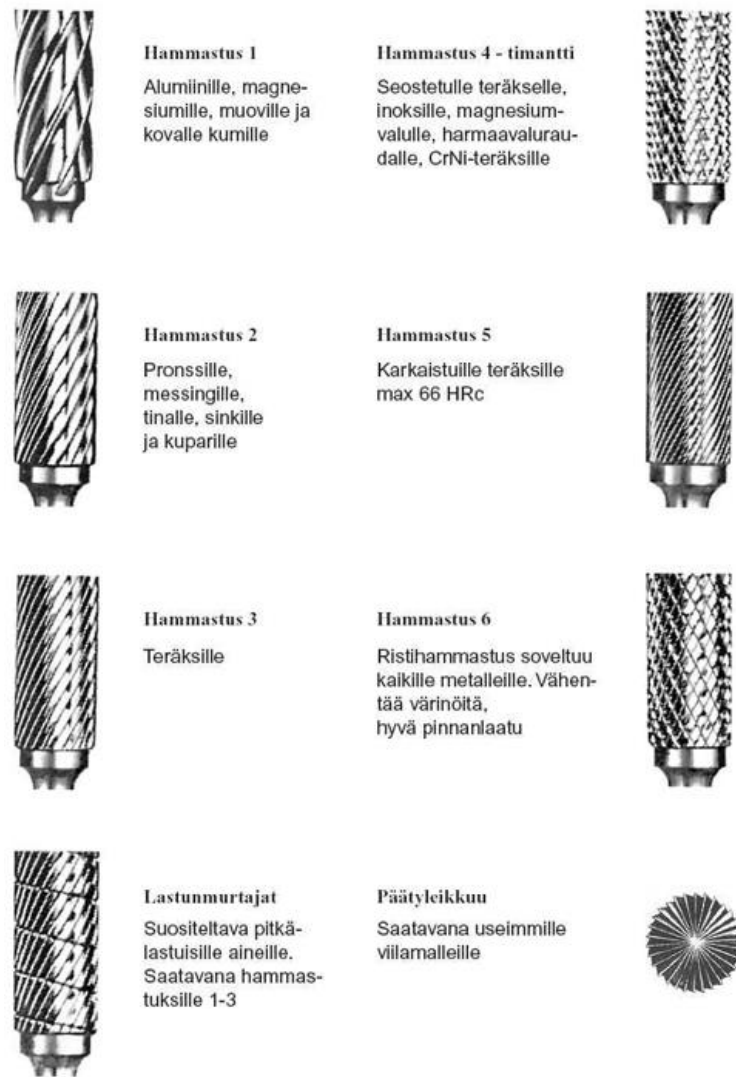 Hammastus 1
Alumiinille, magne-
siumille, muoville ja
kovalle kumille
Hammastus 4 - timantti
Seostetulle teräkselle,
inoksille, magnesium-
valulle, harmaavalurau-
dalle, CrNi-teräksille
Hammastus 2
Pronssille,
messingille,
tinalle, sinkille
ja kuparille
Hammastus 5
Karkaistuille teräksille
max 66 HRc
Hammastus 3
Teräksille
Hammastus 6
Ristihammastus soveltuu
kaikille metalleille. Vähen-
tää värinöitä,
hyvä pinnanlaatu
Lastunmurtajat
Suositeltava pitkä-
lastuisille aineille.
Saatavana hammas-
tuksille 1-3
Päätyleikkuu
Saatavana useimmille
viilamalleille